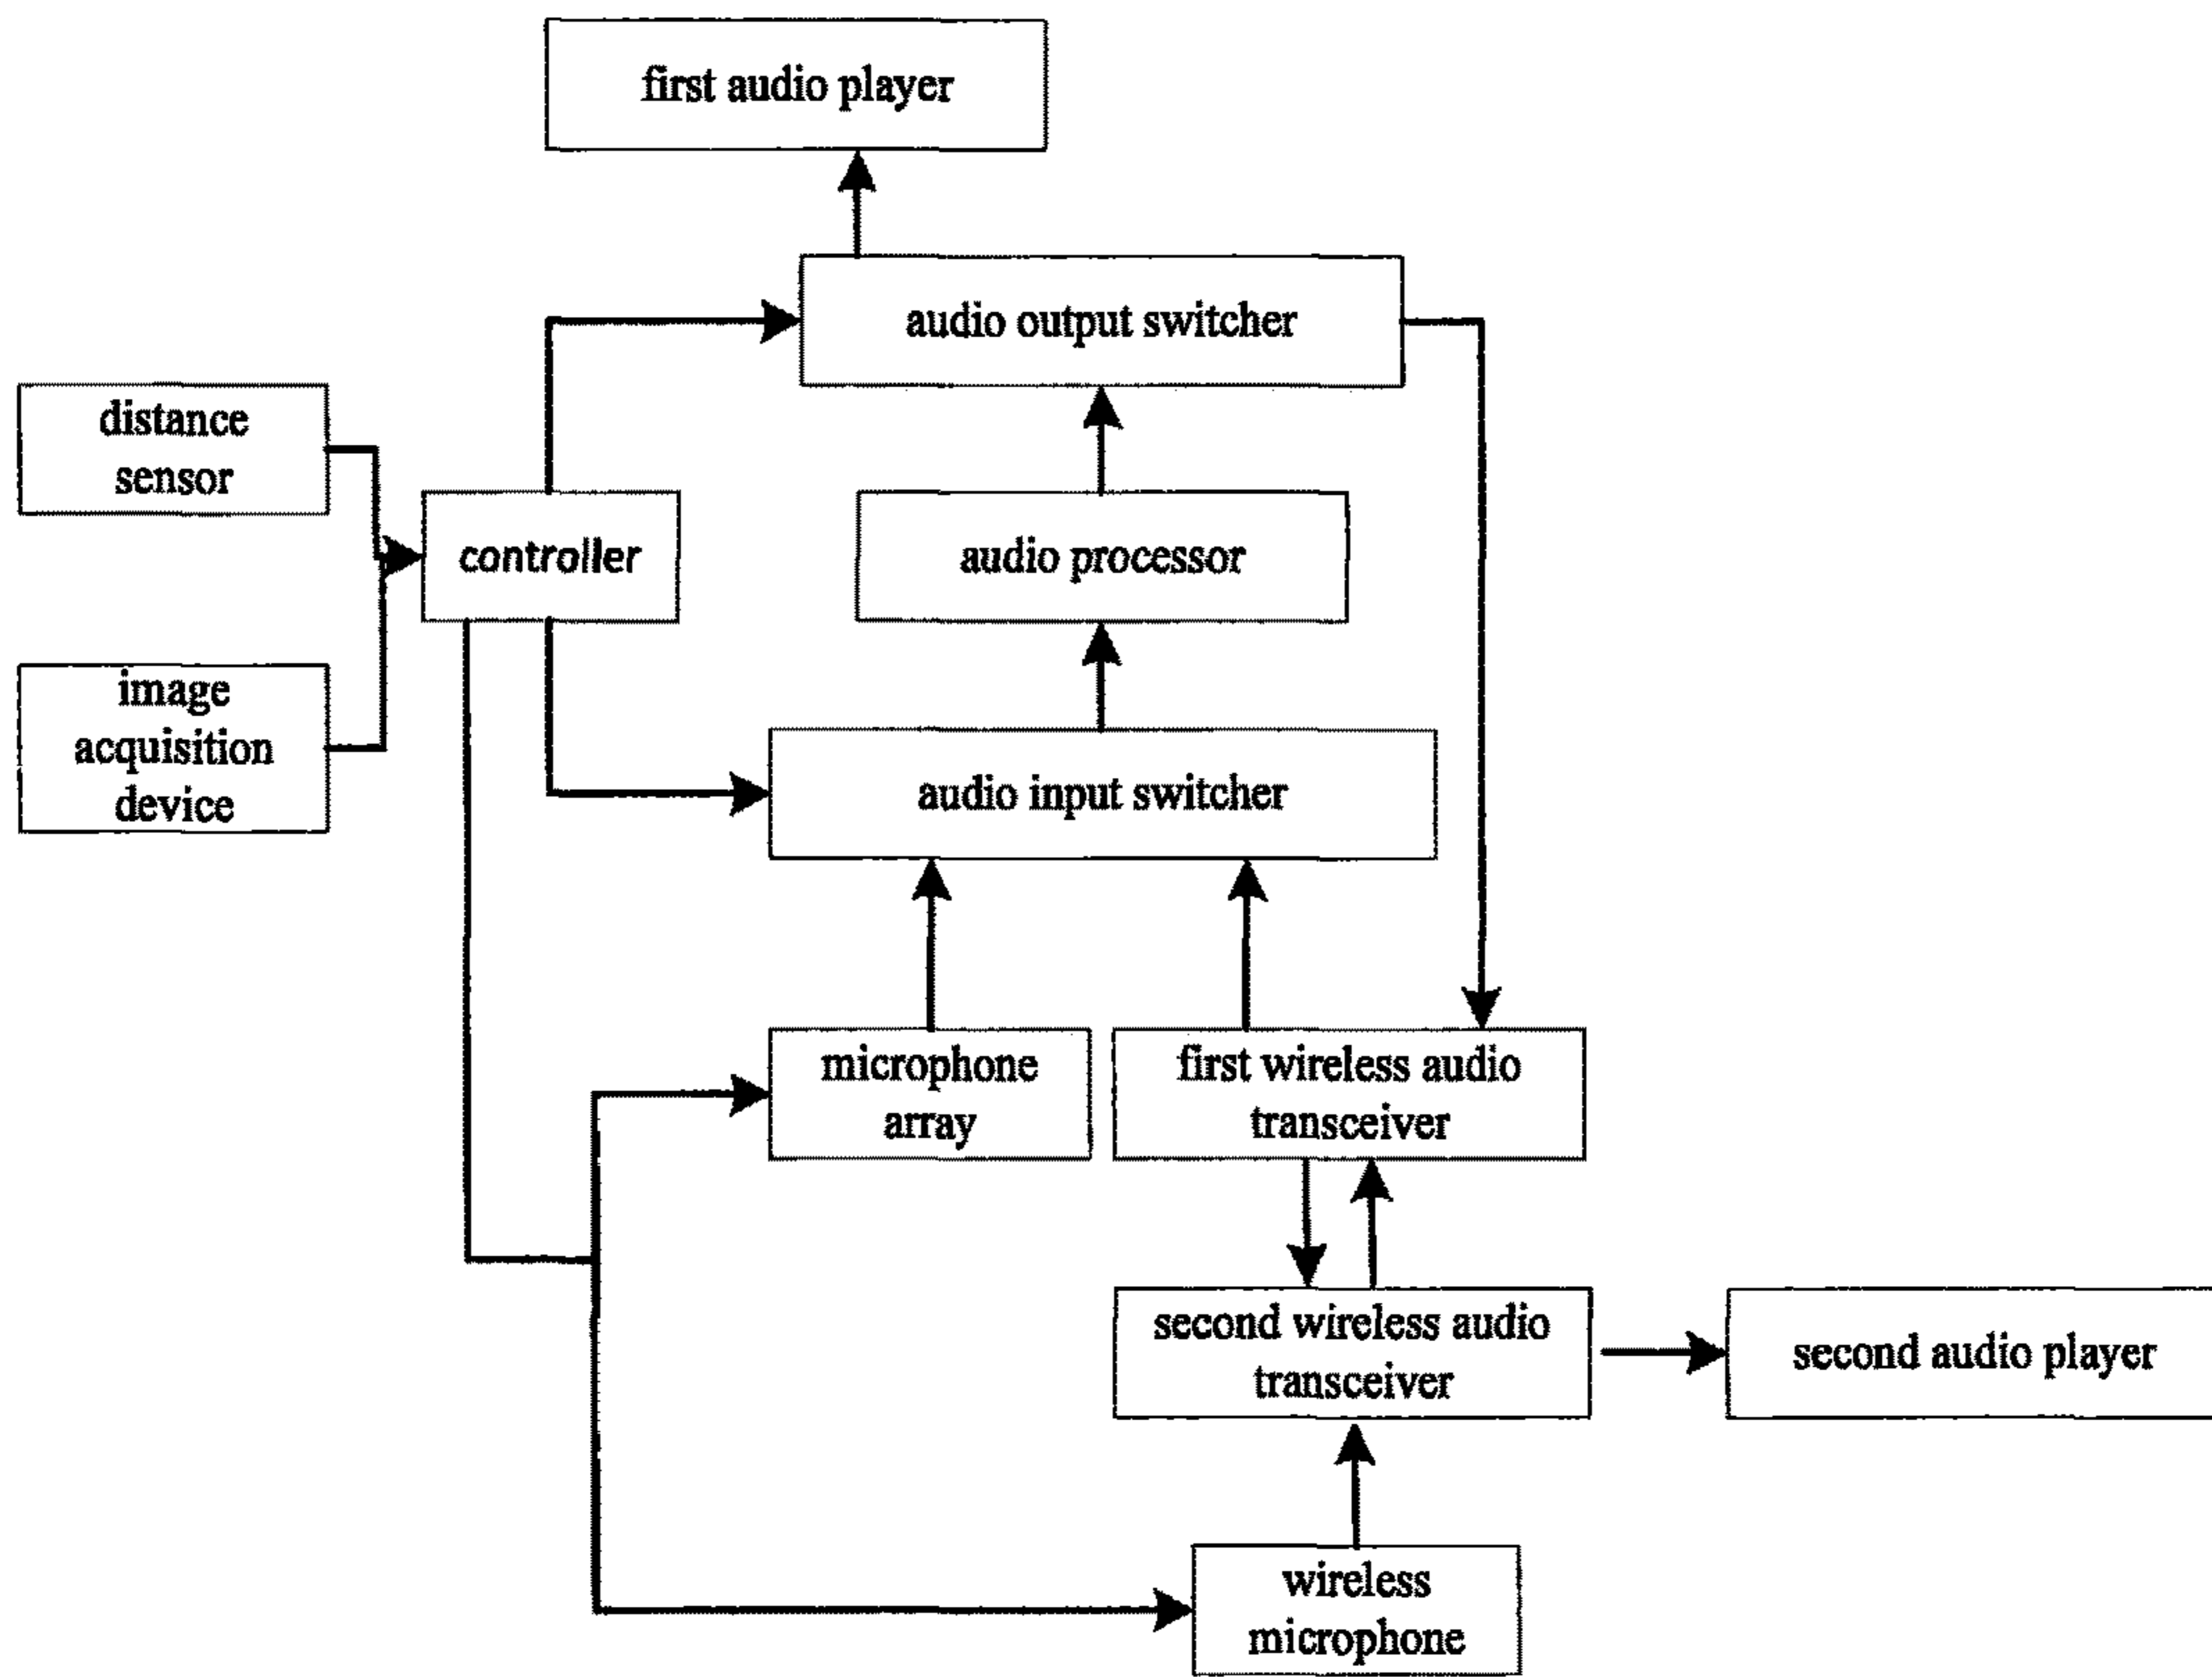 first audio player
audio output switcher
distance
sensor
controller
audio processor
image
acquisition
device
audio input switcher
microphone
array
first wireless audio
transceiver
second wireless audio
transceiver
second audio player
wireless
microphone